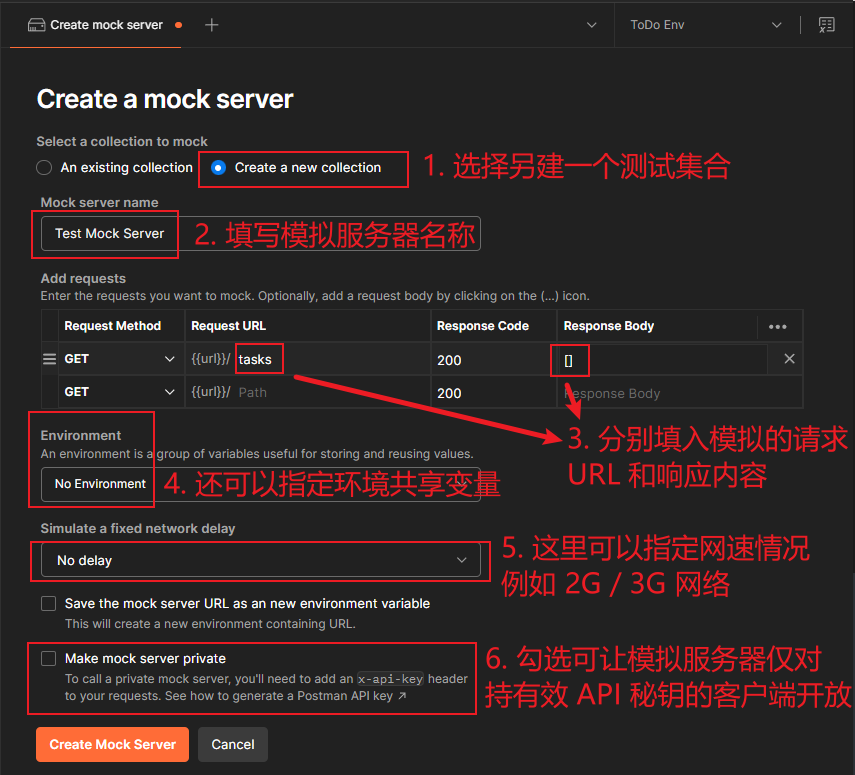 Create mock server
ToDo Env
Create a mock server
Select a collection to mock
An existing collection
Create a new collection
1. 选择另建一个测试集合
Mock server name
Test Mock Server
2. 填写模拟服务器名称
Add requests
Enter the requests you want to mock. Optionally, add a request body by clicking on the (...) icon.
Request Method Request URL Response Code Response Body
GET {{url}}/ tasks 200 []
GET {{url}}/ Path 200 Response Body
3. 分别填入模拟的请求
URL 和响应内容
Environment
An environment is a group of variables useful for storing and reusing values.
No Environment
4. 还可以指定环境共享变量
Simulate a fixed network delay
No delay
5. 这里可以指定网速情况
例如 2G / 3G 网络
Save the mock server URL as an new environment variable
This will create a new environment containing URL.
Make mock server private
To call a private mock server, you'll need to add an x-api-key header
to your requests. See how to generate a Postman API key ↗
6. 勾选可让模拟服务器仅对
持有效 API 秘钥的客户端开放
Create Mock Server
Cancel